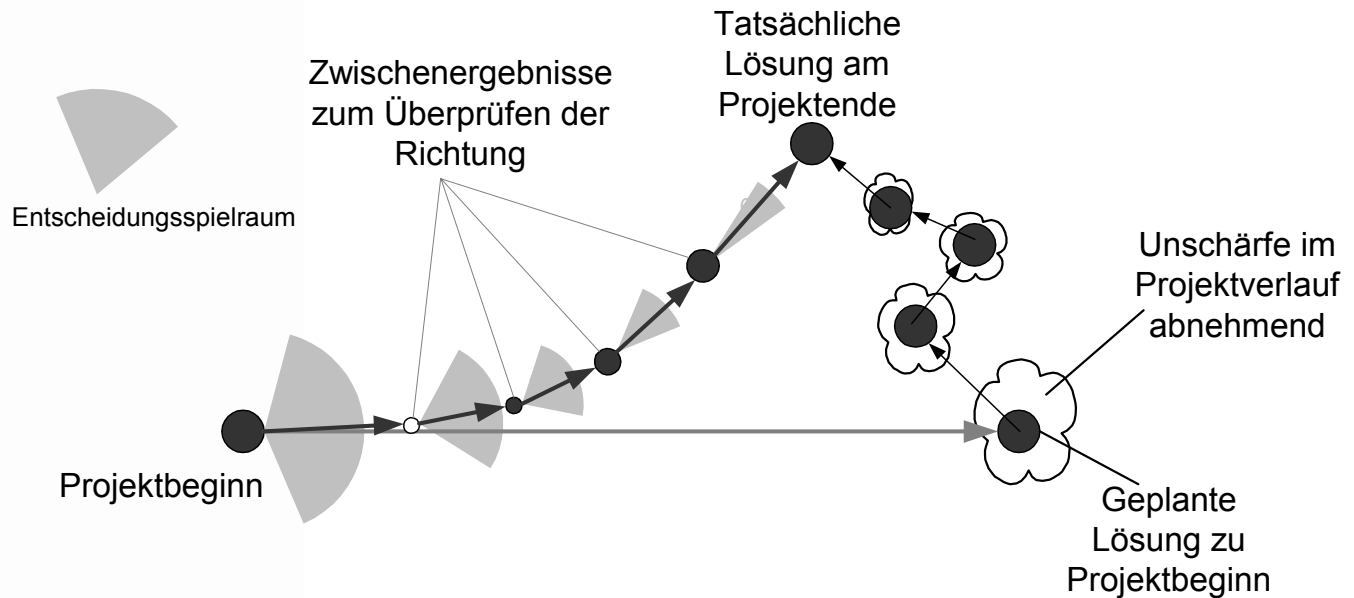 Tatsächliche
Lösung am
Projektende
Zwischenergebnisse
zum Überprüfen der
Richtung
Entscheidungsspielraum
Unschärfe im
Projektverlauf
abnehmend
Projektbeginn
Geplante
Lösung zu
Projektbeginn